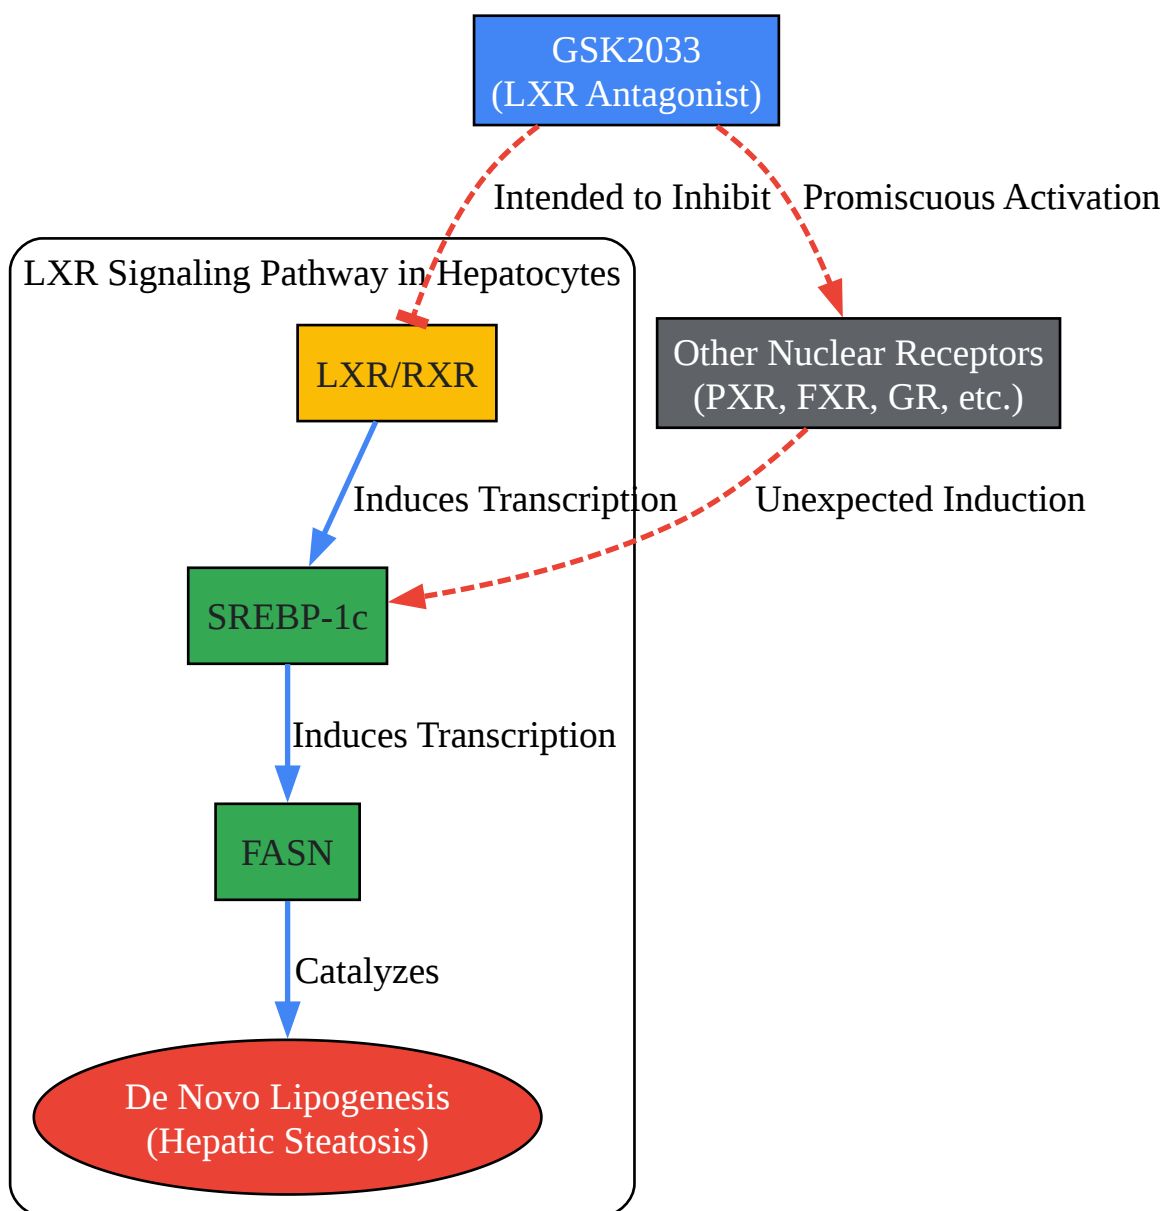 GSK2033
(LXR Antagonist)
Intended to Inhibit
Promiscuous Activation
LXR Signaling Pathway in Hepatocytes
LXR/RXR
Other Nuclear Receptors
(PXR, FXR, GR, etc.)
Induces Transcription
Unexpected Induction
SREBP-1c
Induces Transcription
FASN
Catalyzes
De Novo Lipogenesis
(Hepatic Steatosis)